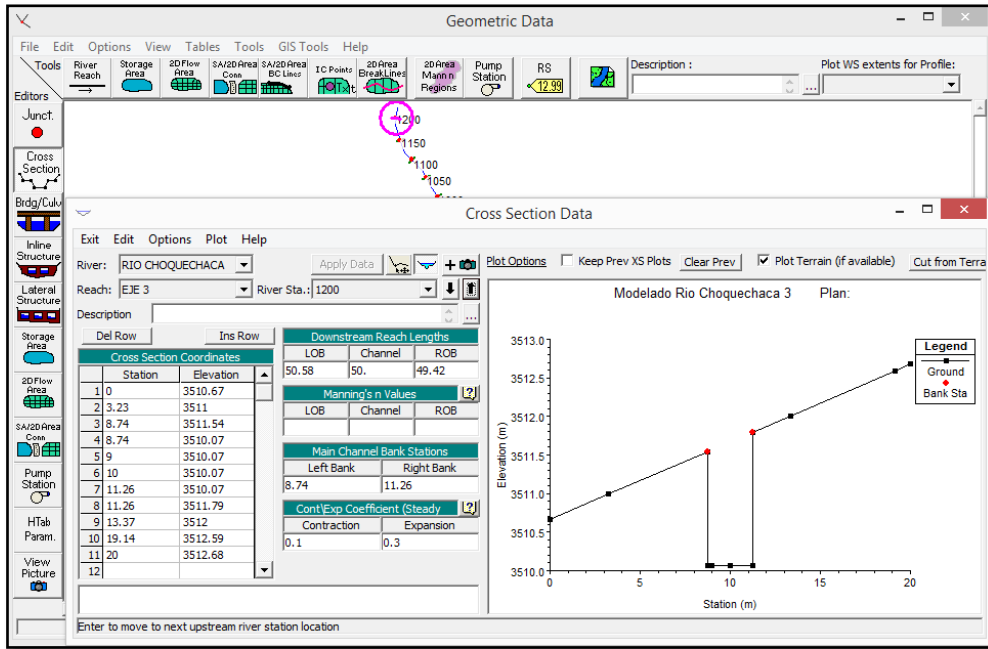 Geometric Data
File Edit Options View Tables Tools GIS Tools Help
Tools
Editors
River Reach
Storage Area
2D Flow Area
SA/2D Area Conn
SA/2D Area BC Lines
IC Points
2D Area BreakLines
2D Area Mann n Regions
Pump Station
RS
12.99
Description :
...
Plot WS extents for Profile:
Junct.
Cross Section
Brdg/Culv
Inline Structure
Lateral Structure
Storage Area
2D Flow Area
SA/2D Area Conn
Pump Station
HTab Param.
View Picture
1200
1150
1100
1050
Cross Section Data
Exit Edit Options Plot Help
River: RIO CHOQUECHACA
Apply Data
Reach: EJE 3 River Sta.: 1200
Description
...
Del Row Ins Row
Cross Section Coordinates
Station Elevation
1 0 3510.67
2 3.23 3511
3 8.74 3511.54
4 8.74 3510.07
5 9 3510.07
6 10 3510.07
7 11.26 3510.07
8 11.26 3511.79
9 13.37 3512
10 19.14 3512.59
11 20 3512.68
12
Downstream Reach Lengths
LOB Channel ROB
50.58 50. 49.42
Manning's n Values
LOB Channel ROB
Main Channel Bank Stations
Left Bank Right Bank
8.74 11.26
Cont\Exp Coefficient (Steady
Contraction Expansion
0.1 0.3
Plot Options Keep Prev XS Plots Clear Prev Plot Terrain (if available) Cut from Terra
Modelado Rio Choquechaca 3 Plan:
Legend
Ground
Bank Sta
Elevation (m)
3513.0
3512.5
3512.0
3511.5
3511.0
3510.5
3510.0
0 5 10 15 20
Station (m)
Enter to move to next upstream river station location